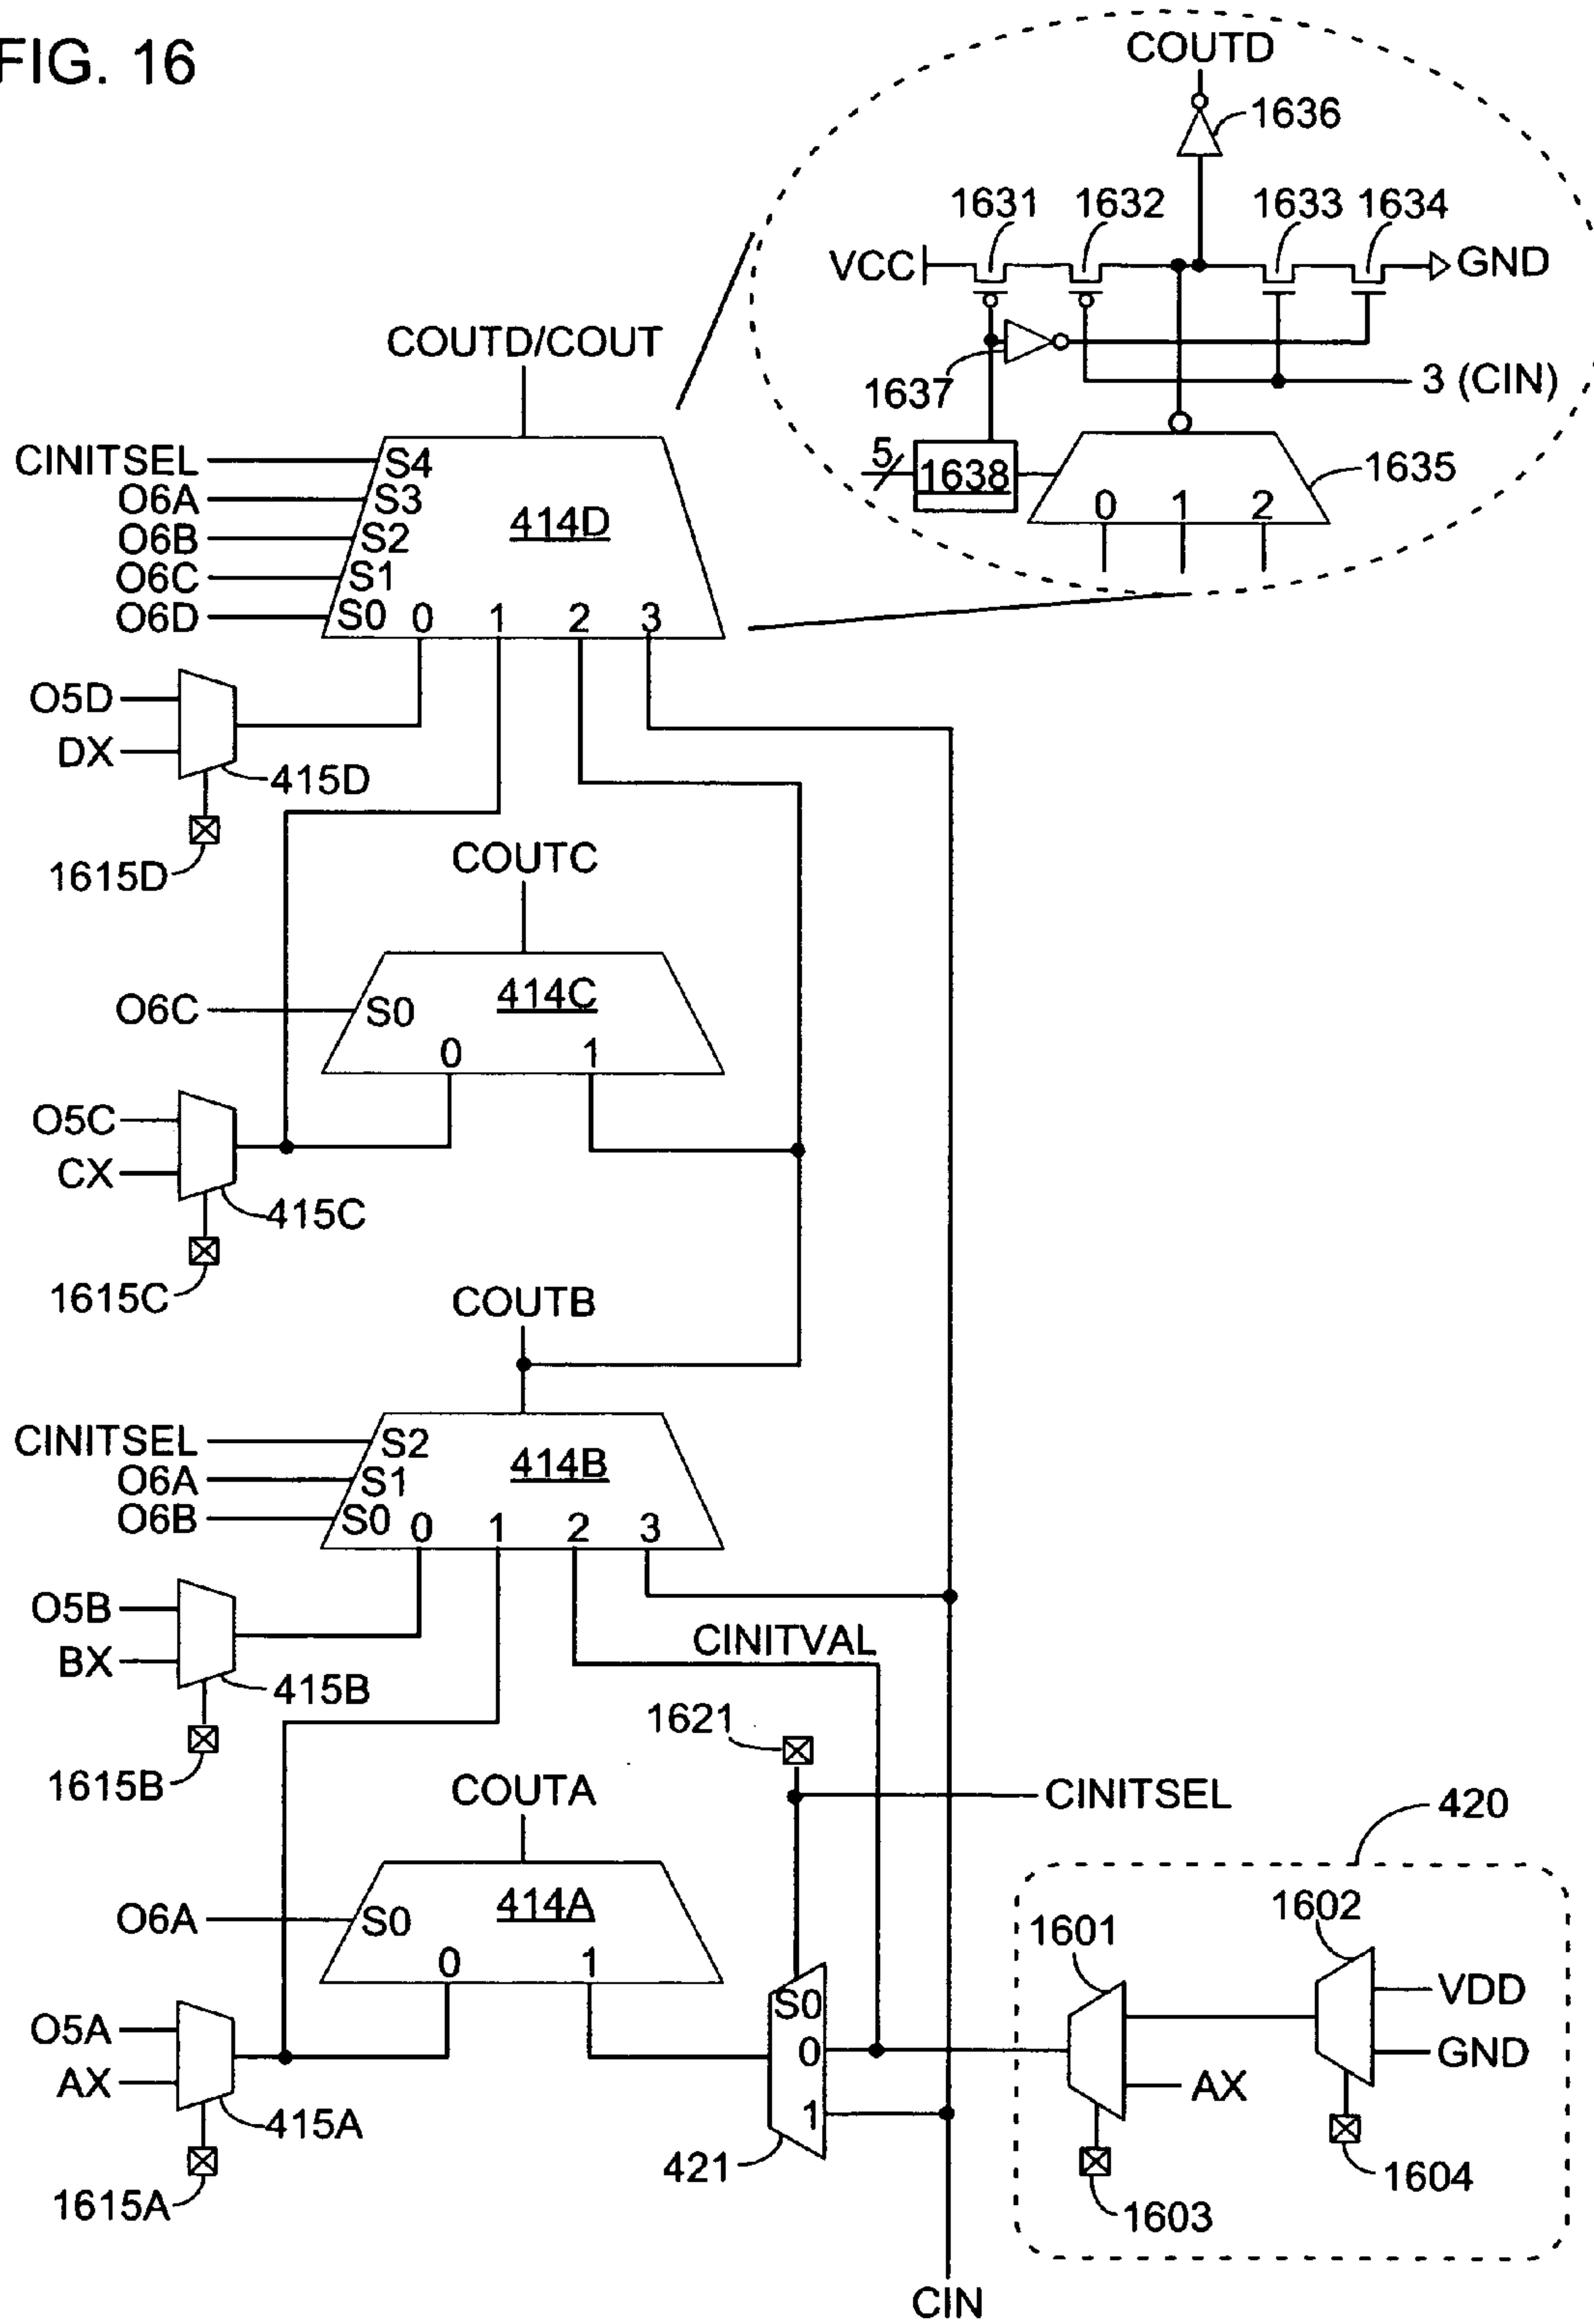 FIG. 16
COUTD
1636
1631
1632
1633
1634
VCC
GND
1637
3 (CIN)
5
1638
1635
0 1 2
COUTD/COUT
CINITSEL
O6A
O6B
O6C
O6D
S4
S3
S2
S1
S0 0 1 2 3
414D
O5D
DX
415D
1615D
COUTC
414C
O6C
S0
0 1
O5C
CX
415C
1615C
COUTB
CINITSEL
O6A
O6B
S2
S1
S0 0 1 2 3
414B
O5B
BX
415B
1615B
CINITVAL
1621
CINITSEL
COUTA
414A
O6A
S0
0 1
O5A
AX
415A
1615A
S0
0
1
421
420
1601
1602
VDD
GND
AX
1603
1604
CIN